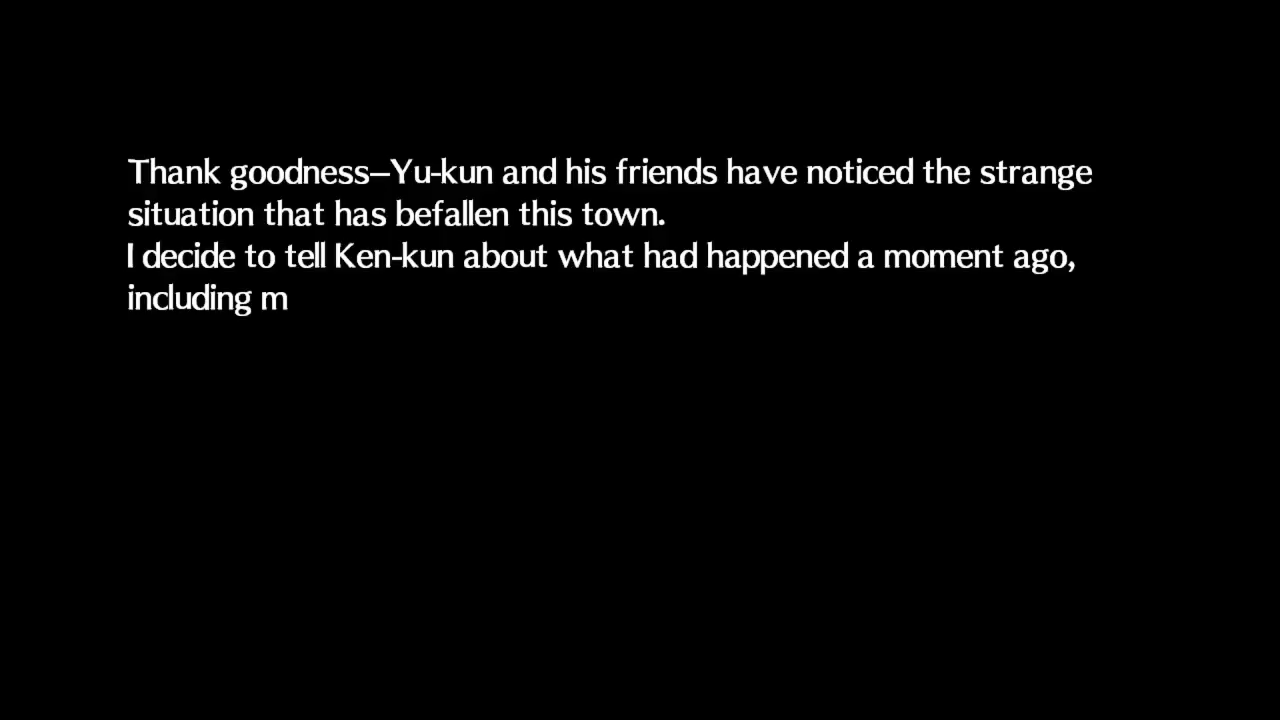 Thank goodness—Yu-kun and his friends have noticed the strange
situation that has befallen this town.
I decide to tell Ken-kun about what had happened a moment ago,
including m